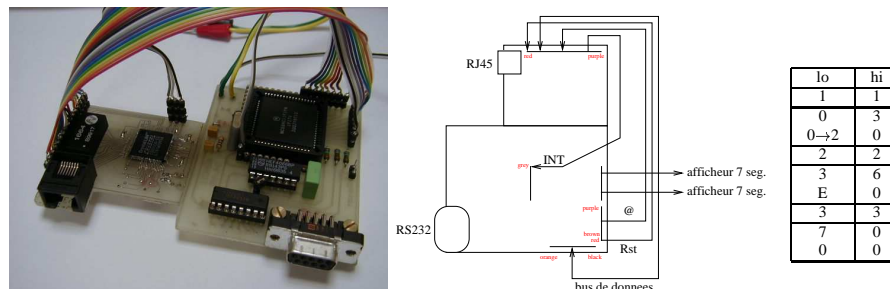 RJ45
red
purple
grey
INT
afficheur 7 seg.
afficheur 7 seg.
purple
@
RS232
brown
red
Rst
orange
black
bus de donnees
lo hi
1 1
0 3
0→2 0
2 2
3 6
E 0
3 3
7 0
0 0